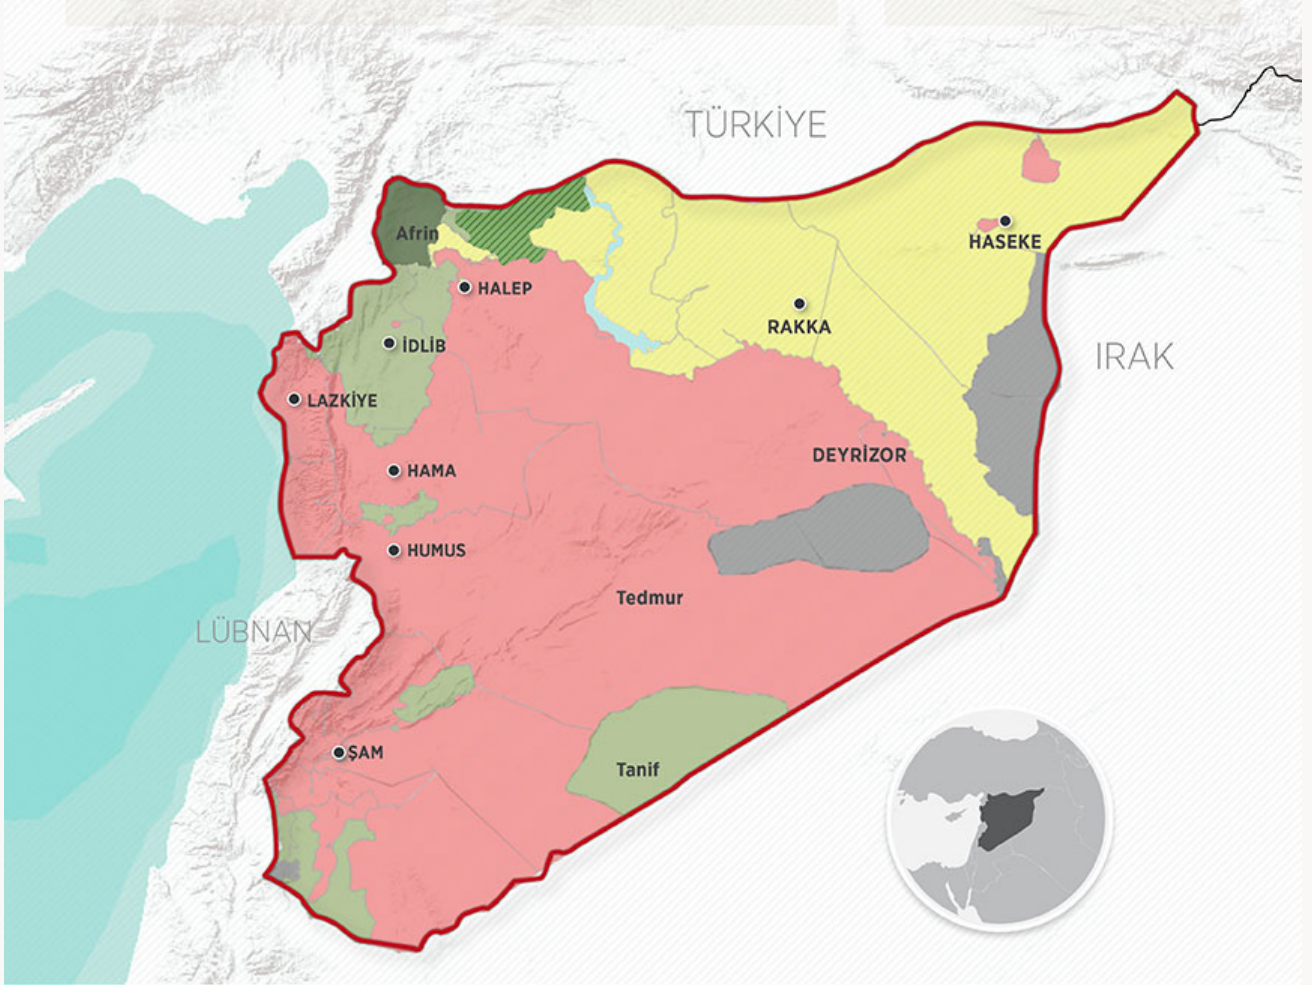 TÜRKİYE
Afrin
HASEKE
HALEP
RAKKA
İDLİB
IRAK
LAZKİYE
DEYRİZOR
HAMA
HUMUS
Tedmur
LÜBNAN
ŞAM
Tanif